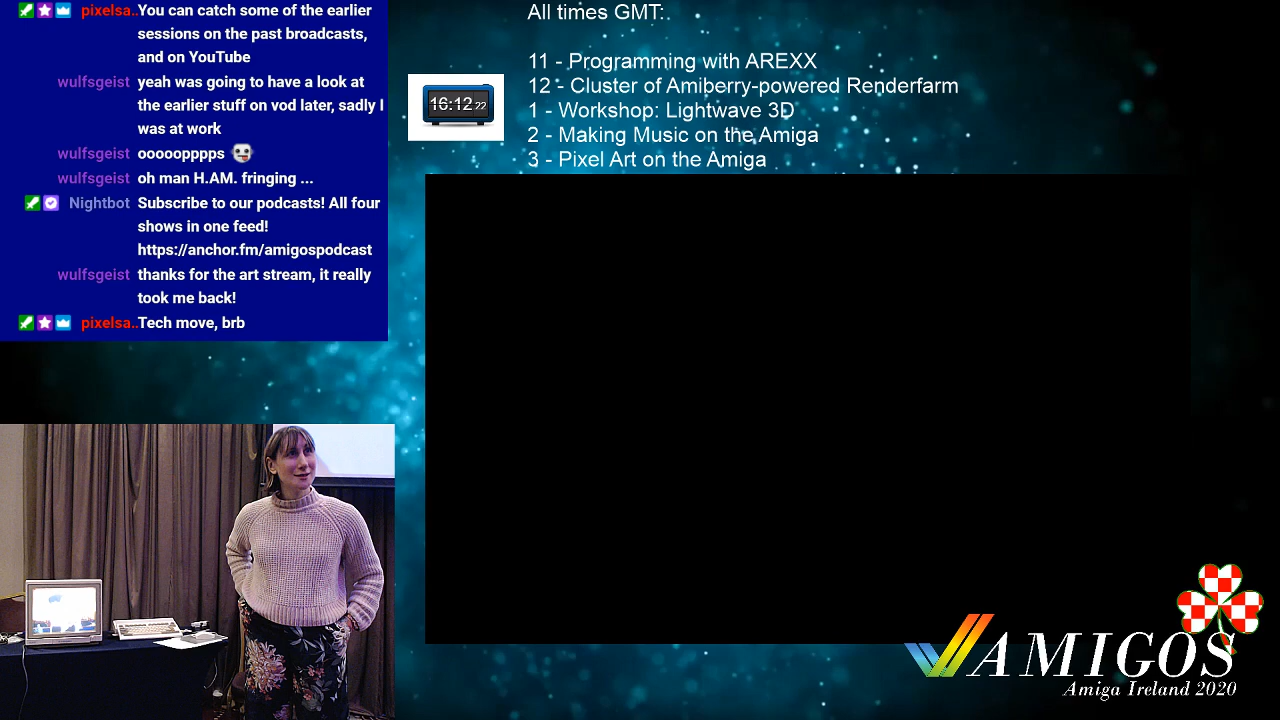 pixelsa.. You can catch some of the earlier
sessions on the past broadcasts,
and on YouTube
wulfsgeist yeah was going to have a look at
the earlier stuff on vod later, sadly I
was at work
wulfsgeist ooooopppps
wulfsgeist oh man H.AM. fringing ...
Nightbot Subscribe to our podcasts! All four
shows in one feed!
https://anchor.fm/amigospodcast
wulfsgeist thanks for the art stream, it really
took me back!
pixelsa.. Tech move, brb
All times GMT:
11 - Programming with AREXX
12 - Cluster of Amiberry-powered Renderfarm
1 - Workshop: Lightwave 3D
2 - Making Music on the Amiga
3 - Pixel Art on the Amiga
16:12 22
AMIGOS
Amiga Ireland 2020